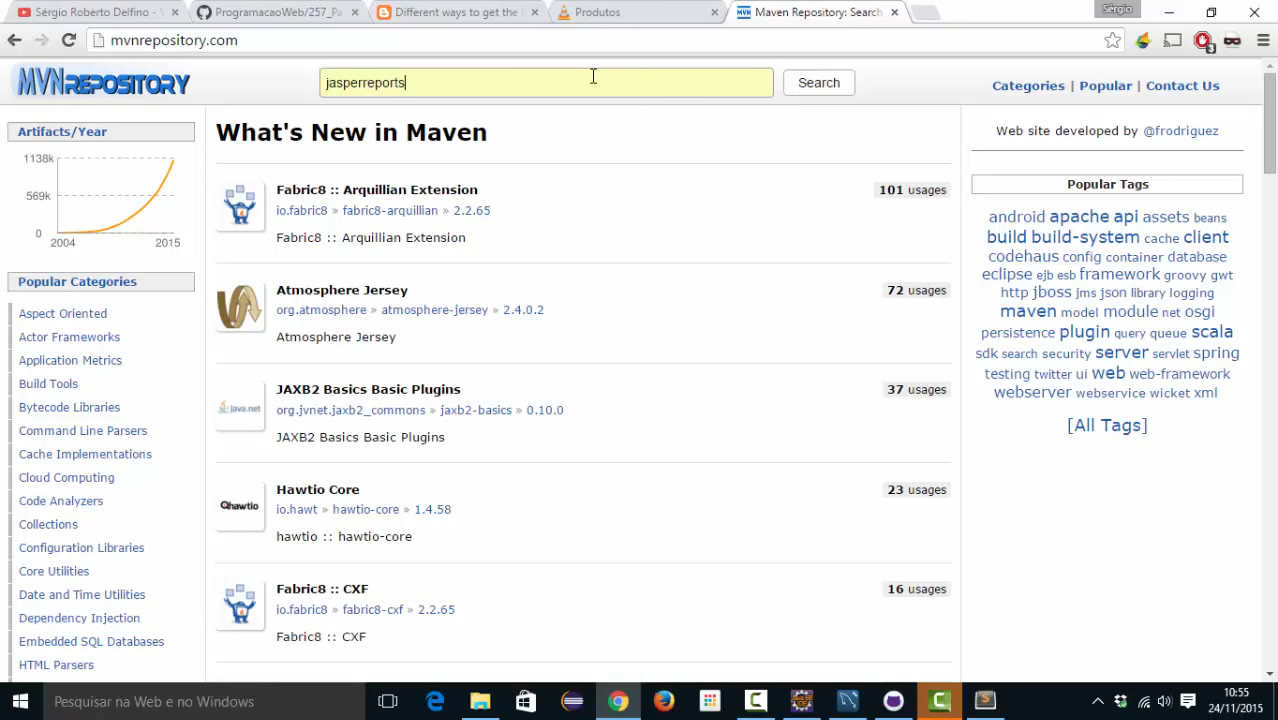 Sérgio Roberto Delfino - Y
ProgramacaoWeb/257_Pa
Different ways to get the
Produtos
Maven Repository: Search
Sérgio
mvnrepository.com
3
MVNREPOSITORY
jasperreports
Search
Categories | Popular | Contact Us
Artifacts/Year
1138k
569k
0
2004
2015
Popular Categories
Aspect Oriented
Actor Frameworks
Application Metrics
Build Tools
Bytecode Libraries
Command Line Parsers
Cache Implementations
Cloud Computing
Code Analyzers
Collections
Configuration Libraries
Core Utilities
Date and Time Utilities
Dependency Injection
Embedded SQL Databases
HTML Parsers
What's New in Maven
Fabric8 :: Arquillian Extension
101 usages
io.fabric8 » fabric8-arquillian » 2.2.65
Fabric8 :: Arquillian Extension
Atmosphere Jersey
72 usages
org.atmosphere » atmosphere-jersey » 2.4.0.2
Atmosphere Jersey
java.net
JAXB2 Basics Basic Plugins
37 usages
org.jvnet.jaxb2_commons » jaxb2-basics » 0.10.0
JAXB2 Basics Basic Plugins
hawtio
Hawtio Core
23 usages
io.hawt » hawtio-core » 1.4.58
hawtio :: hawtio-core
Fabric8 :: CXF
16 usages
io.fabric8 » fabric8-cxf » 2.2.65
Fabric8 :: CXF
Web site developed by @frodriguez
Popular Tags
android apache api assets beans
build build-system cache client
codehaus config container database
eclipse ejb esb framework groovy gwt
http jboss jms json library logging
maven model module net osgi
persistence plugin query queue scala
sdk search security server servlet spring
testing twitter ui web web-framework
webserver webservice wicket xml
[All Tags]
Pesquisar na Web e no Windows
10:55
24/11/2015